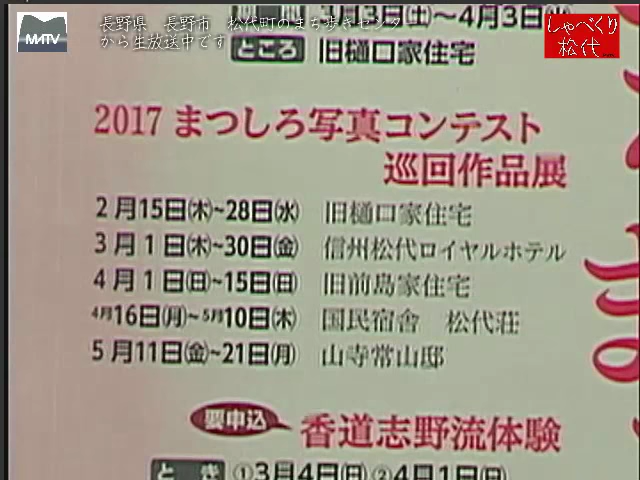 長野県　長野市　松代町のまち歩きセンター
から生放送中です
MATV
しゃべくり
松代
3月3日(土)〜4月3日(火)
ところ 旧樋口家住宅
2017 まつしろ写真コンテスト
巡回作品展
2月15日(木)~28日(水) 旧樋口家住宅
3月1日(木)~30日(金) 信州松代ロイヤルホテル
4月1日(日)~15日(日) 旧前島家住宅
4月16日(月)~5月10日(木) 国民宿舎 松代荘
5月11日(金)~21日(月) 山寺常山邸
要申込 香道志野流体験
とき ①3月4日(日) ②4月1日(日)